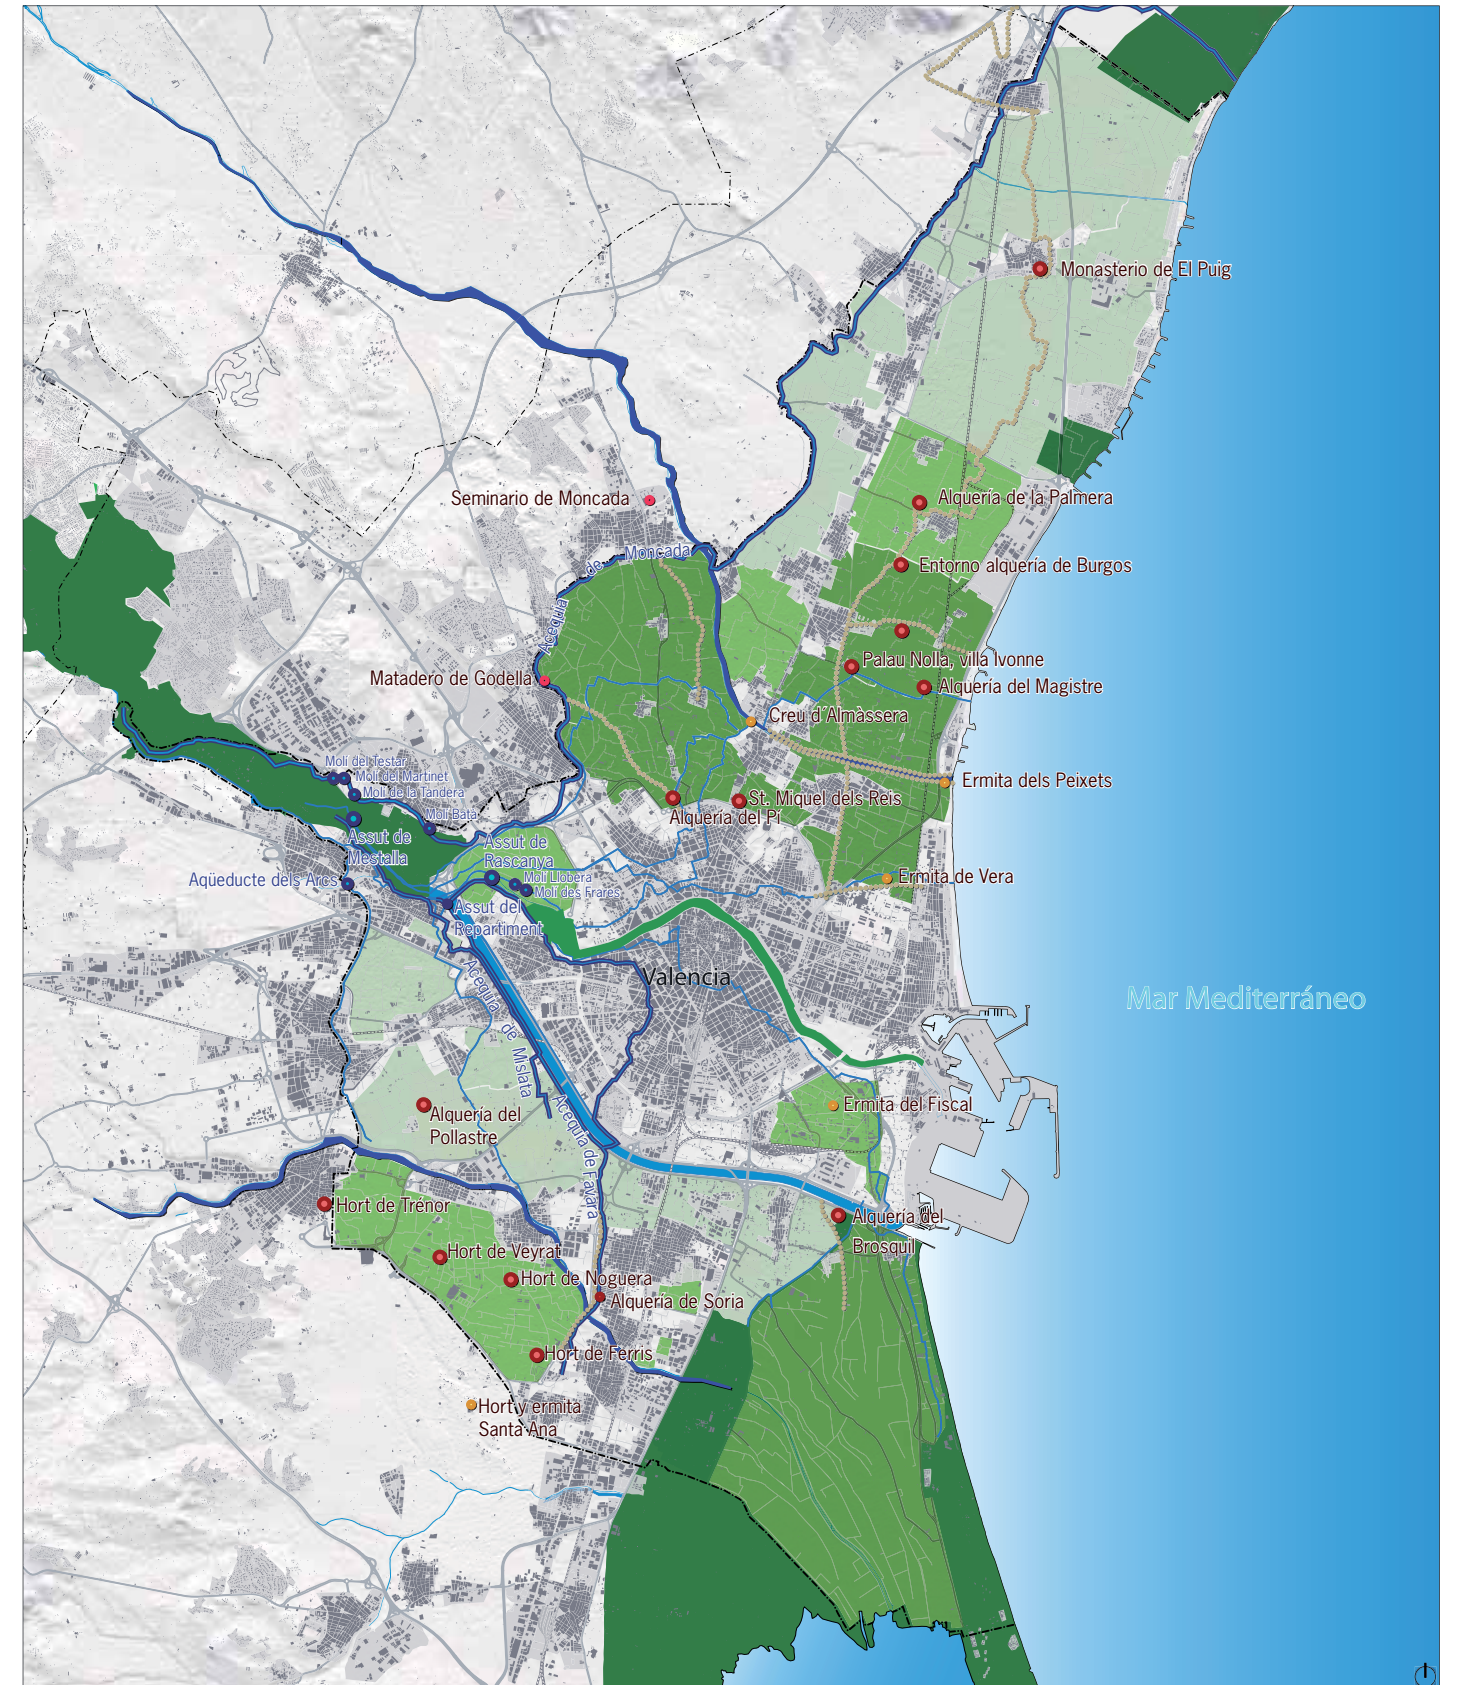 Monasterio de El Puig
Seminario de Moncada
Alquería de la Palmera
Acequia de Moncada
Entorno alquería de Burgos
Palau Nolla, villa Ivonne
Matadero de Godella
Alquería del Magistre
Creu d´Almàssera
Molí del Testar
Molí del Martinet
Ermita dels Peixets
Molí de la Tandera
St. Miquel dels Reis
Molí Bata
Alquería del Pi
Assut de
Mestalla
Assut de
Rascanya
Aqüeducte dels Arcs
Molí Llobera
Molí des Frares
Ermita de Vera
Assut del
Repartiment
Valencia
Mar Mediterráneo
Acequia de Mislata
Alquería del
Pollastre
Acequia de Favara
Ermita del Fiscal
Hort de Trénor
Alquería del
Brosquil
Hort de Veyrat
Hort de Noguera
Alquería de Soria
Hort de Ferris
Hort y ermita
Santa Ana